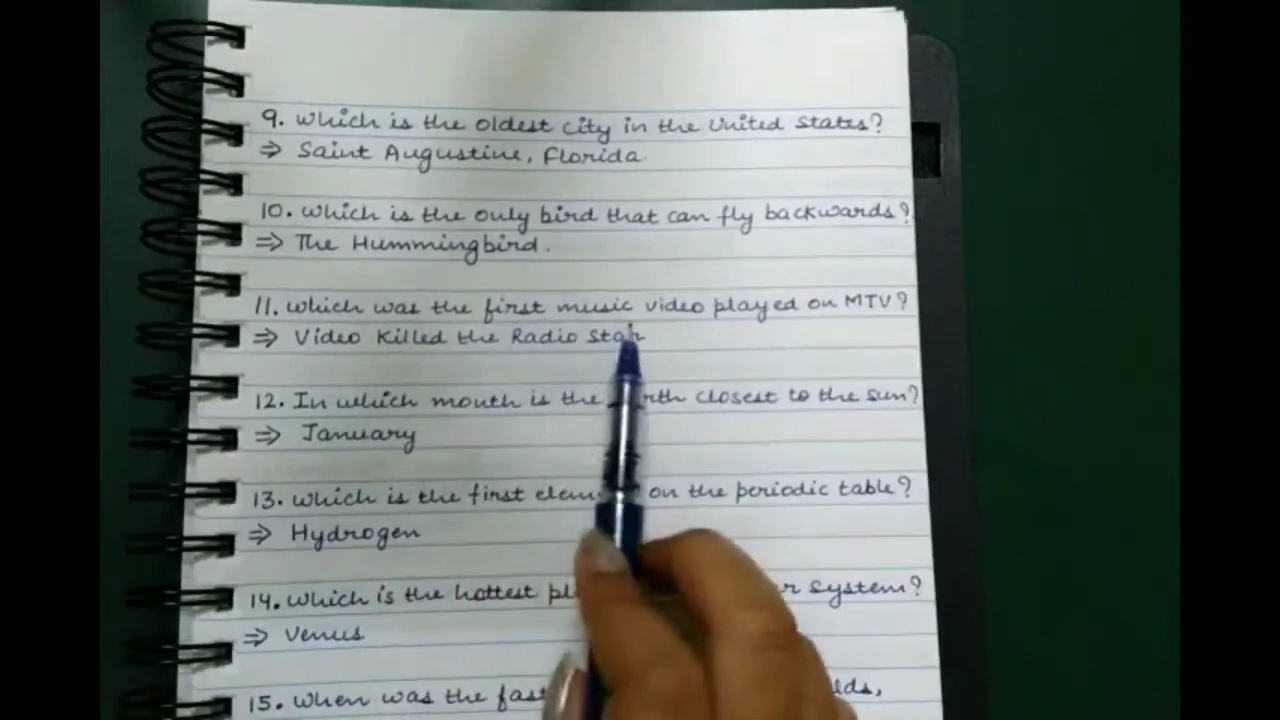 9. Which is the oldest city in the United States?
⇒ Saint Augustine, Florida.
10. Which is the only bird that can fly backwards?
⇒ The Hummingbird.
11. Which was the first music video played on MTV?
⇒ Video Killed the Radio Star
12. In which month is the closest to the sun?
⇒ January
13. Which is the first on the periodic table?
⇒ Hydrogen
14. Which is the hottest system?
⇒ Venus
15. When was the